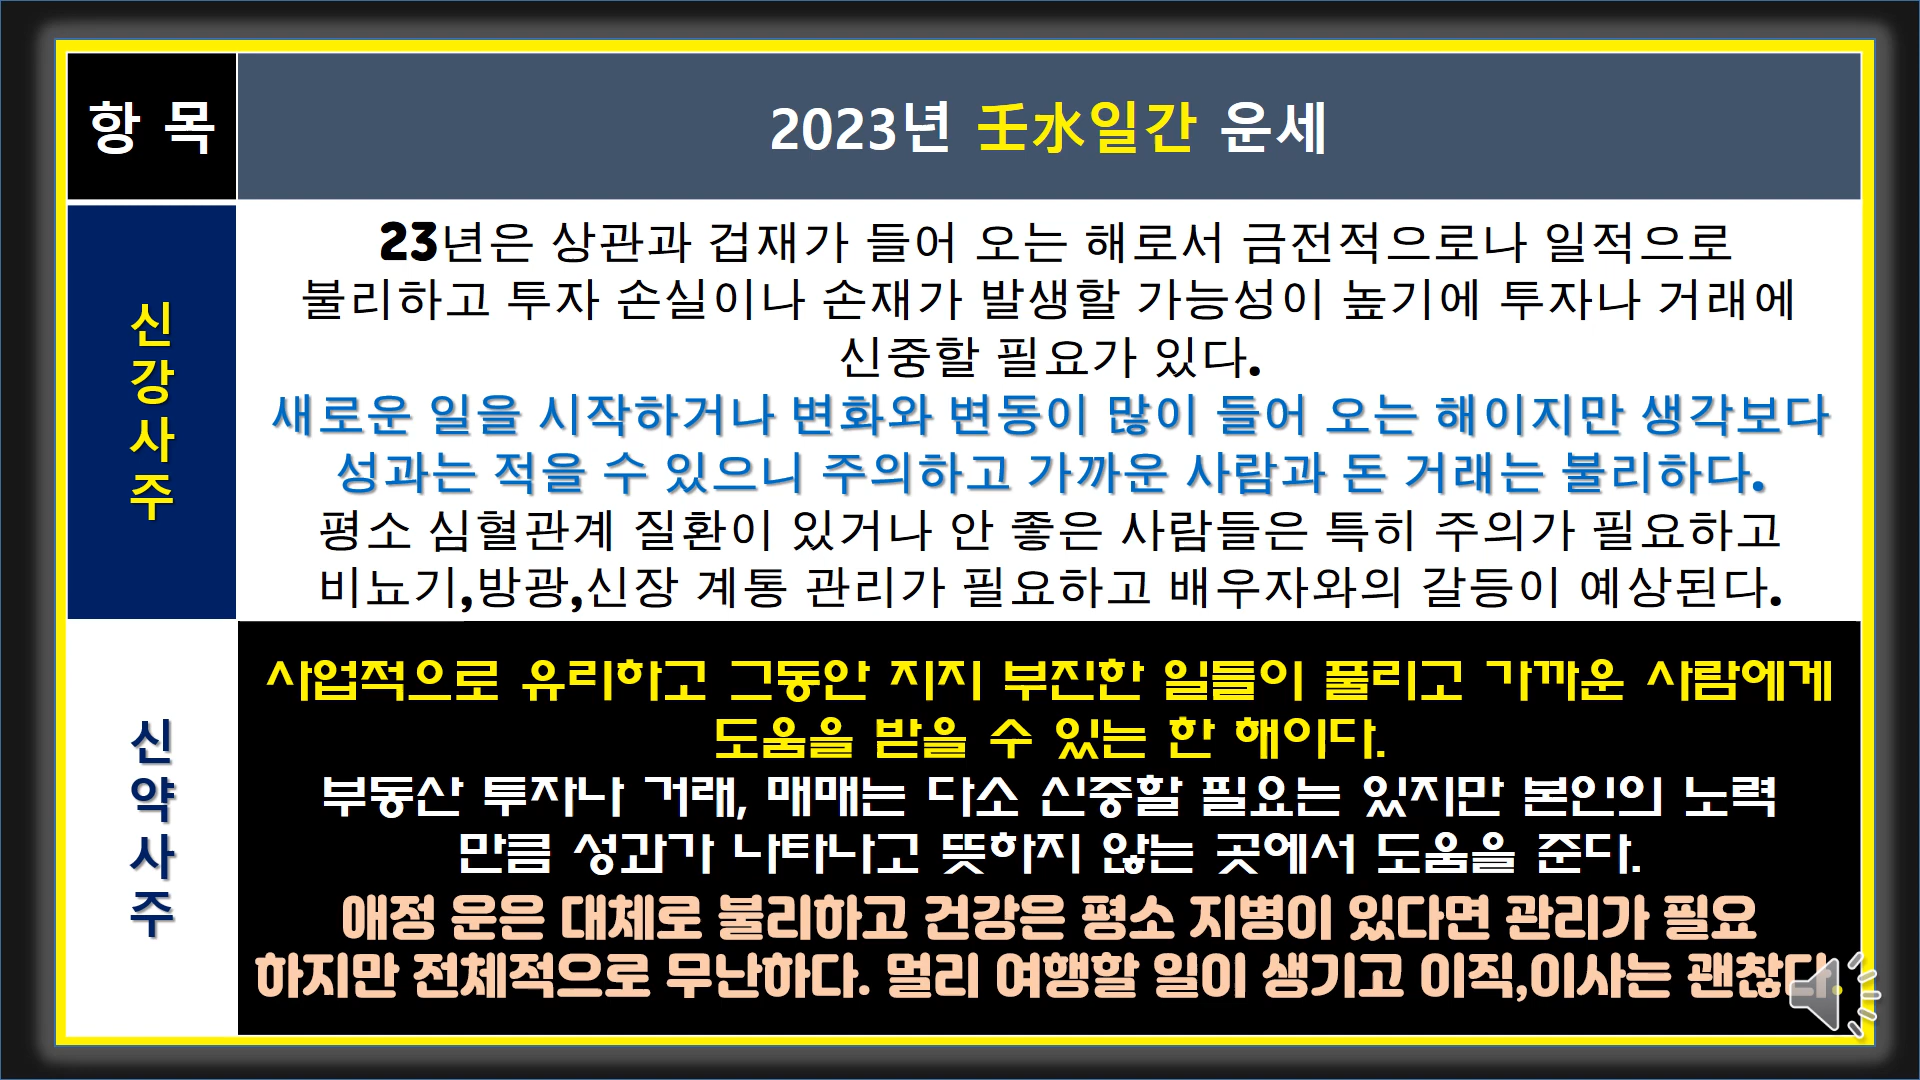 항 목
2023년 壬水일간 운세
신강사주
23년은 상관과 겁재가 들어 오는 해로서 금전적으로나 일적으로
불리하고 투자 손실이나 손재가 발생할 가능성이 높기에 투자나 거래에
신중할 필요가 있다.
새로운 일을 시작하거나 변화와 변동이 많이 들어 오는 해이지만 생각보다
성과는 적을 수 있으니 주의하고 가까운 사람과 돈 거래는 불리하다.
평소 심혈관계 질환이 있거나 안 좋은 사람들은 특히 주의가 필요하고
비뇨기,방광,신장 계통 관리가 필요하고 배우자와의 갈등이 예상된다.
신약사주
사업적으로 유리하고 그동안 지지 부진한 일들이 풀리고 가까운 사람에게
도움을 받을 수 있는 한 해이다.
부동산 투자나 거래, 매매는 다소 신중할 필요는 있지만 본인의 노력
만큼 성과가 나타나고 뜻하지 않는 곳에서 도움을 준다.
애정 운은 대체로 불리하고 건강은 평소 지병이 있다면 관리가 필요
하지만 전체적으로 무난하다. 멀리 여행할 일이 생기고 이직,이사는 괜찮다.